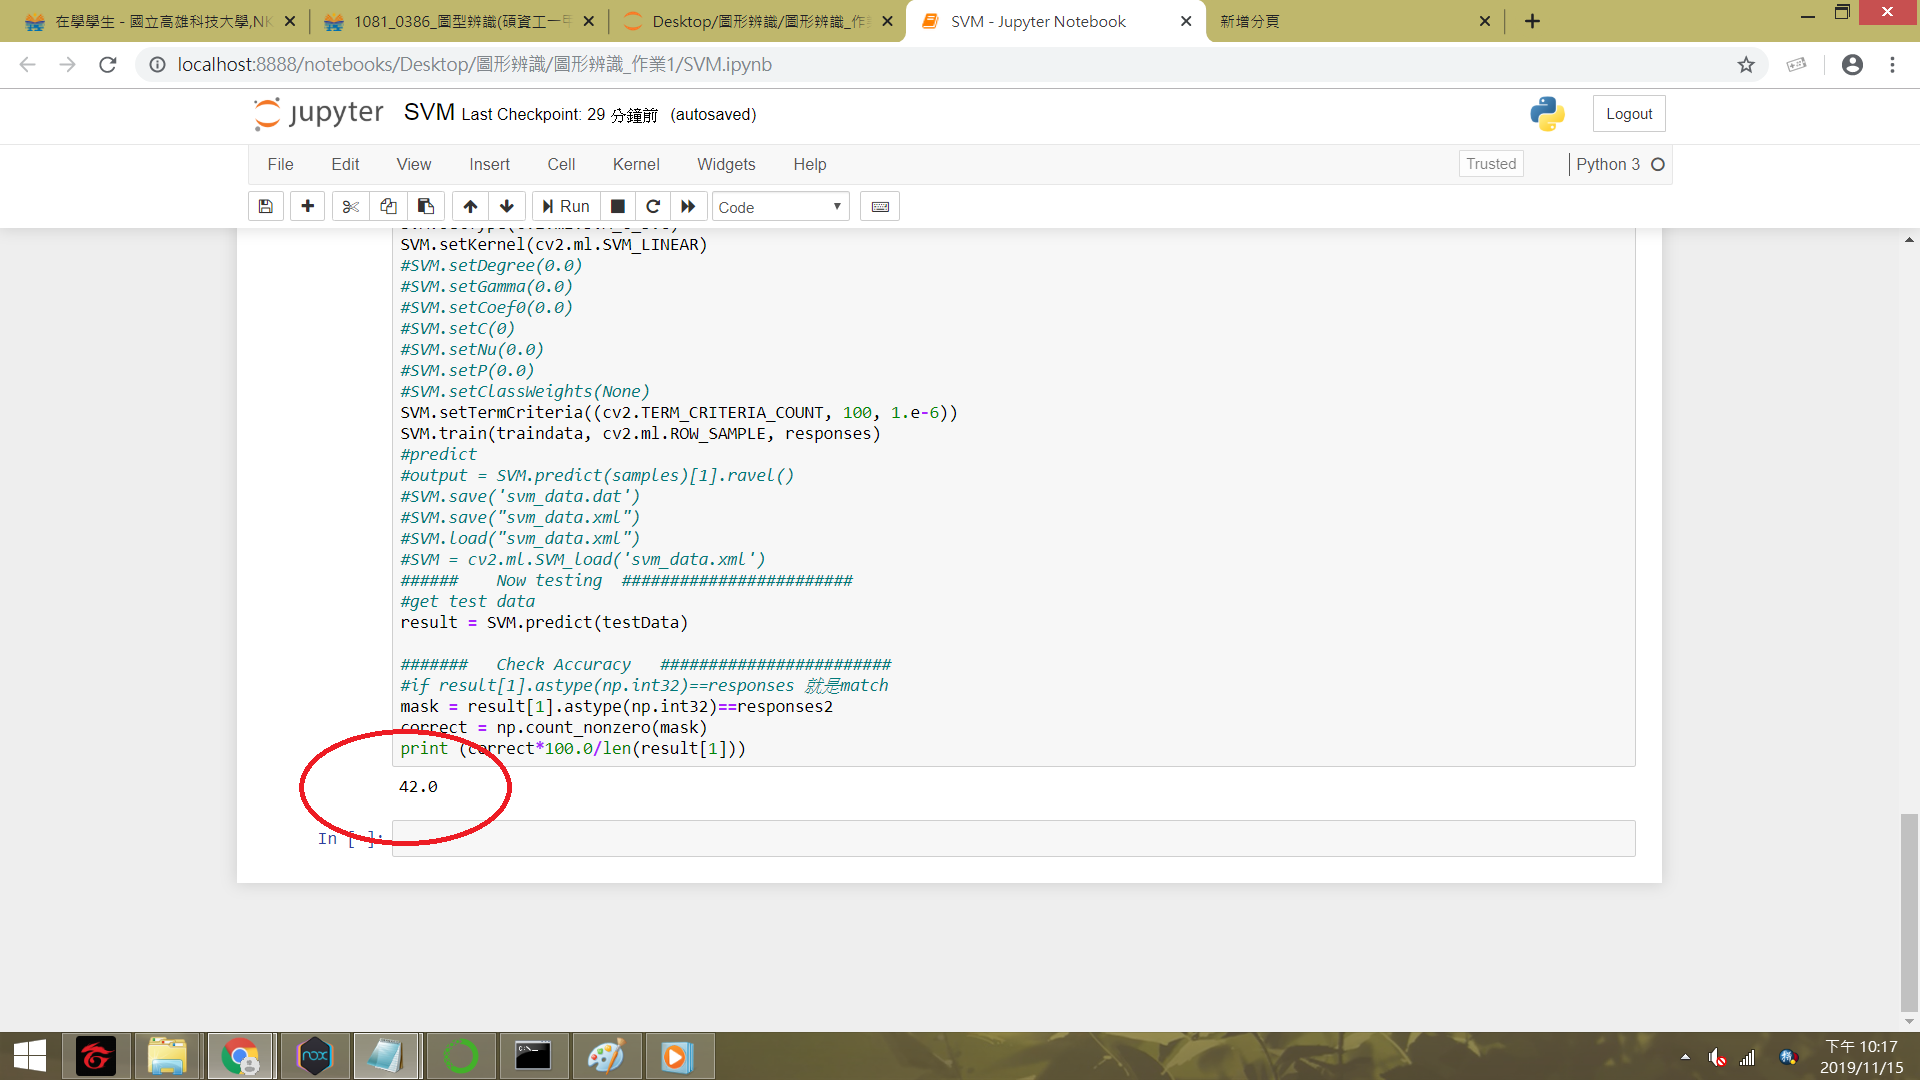 在學學生 - 國立高雄科技大學,NK
1081_0386_圖型辨識(碩資工一甲
Desktop/圖形辨識/圖形辨識_作業
SVM - Jupyter Notebook
新增分頁
localhost:8888/notebooks/Desktop/圖形辨識/圖形辨識_作業1/SVM.ipynb
jupyter SVM Last Checkpoint: 29 分鐘前 (autosaved)
Logout
File Edit View Insert Cell Kernel Widgets Help
Trusted
Python 3
Run
Code
SVM.setKernel(cv2.ml.SVM_LINEAR)
#SVM.setDegree(0.0)
#SVM.setGamma(0.0)
#SVM.setCoef0(0.0)
#SVM.setC(0)
#SVM.setNu(0.0)
#SVM.setP(0.0)
#SVM.setClassWeights(None)
SVM.setTermCriteria((cv2.TERM_CRITERIA_COUNT, 100, 1.e-6))
SVM.train(traindata, cv2.ml.ROW_SAMPLE, responses)
#predict
#output = SVM.predict(samples)[1].ravel()
#SVM.save('svm_data.dat')
#SVM.save("svm_data.xml")
#SVM.load("svm_data.xml")
#SVM = cv2.ml.SVM_load('svm_data.xml')
###### Now testing ########################
#get test data
result = SVM.predict(testData)
####### Check Accuracy ########################
#if result[1].astype(np.int32)==responses 就是match
mask = result[1].astype(np.int32)==responses2
correct = np.count_nonzero(mask)
print (correct*100.0/len(result[1]))
42.0
In [ ]:
nox
下午 10:17
2019/11/15